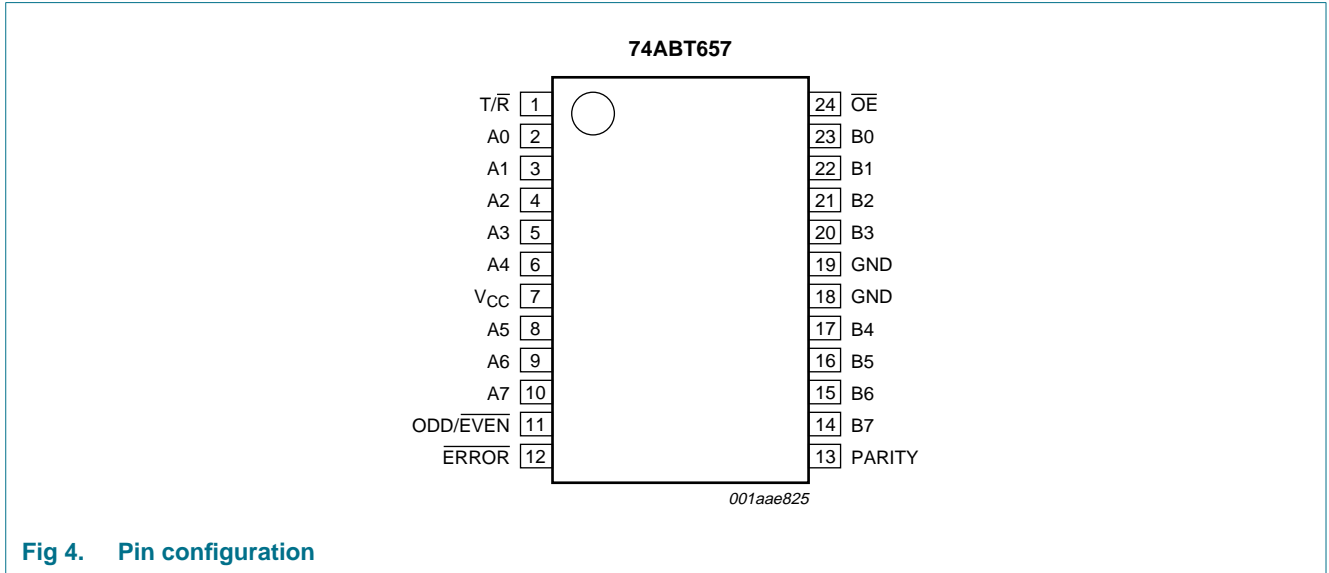 74ABT657
T/R̅ 1
A0 2
A1 3
A2 4
A3 5
A4 6
VCC 7
A5 8
A6 9
A7 10
ODD/E̅V̅E̅N̅ 11
E̅R̅R̅O̅R̅ 12
24 O̅E̅
23 B0
22 B1
21 B2
20 B3
19 GND
18 GND
17 B4
16 B5
15 B6
14 B7
13 PARITY
001aae825
Fig 4. Pin configuration